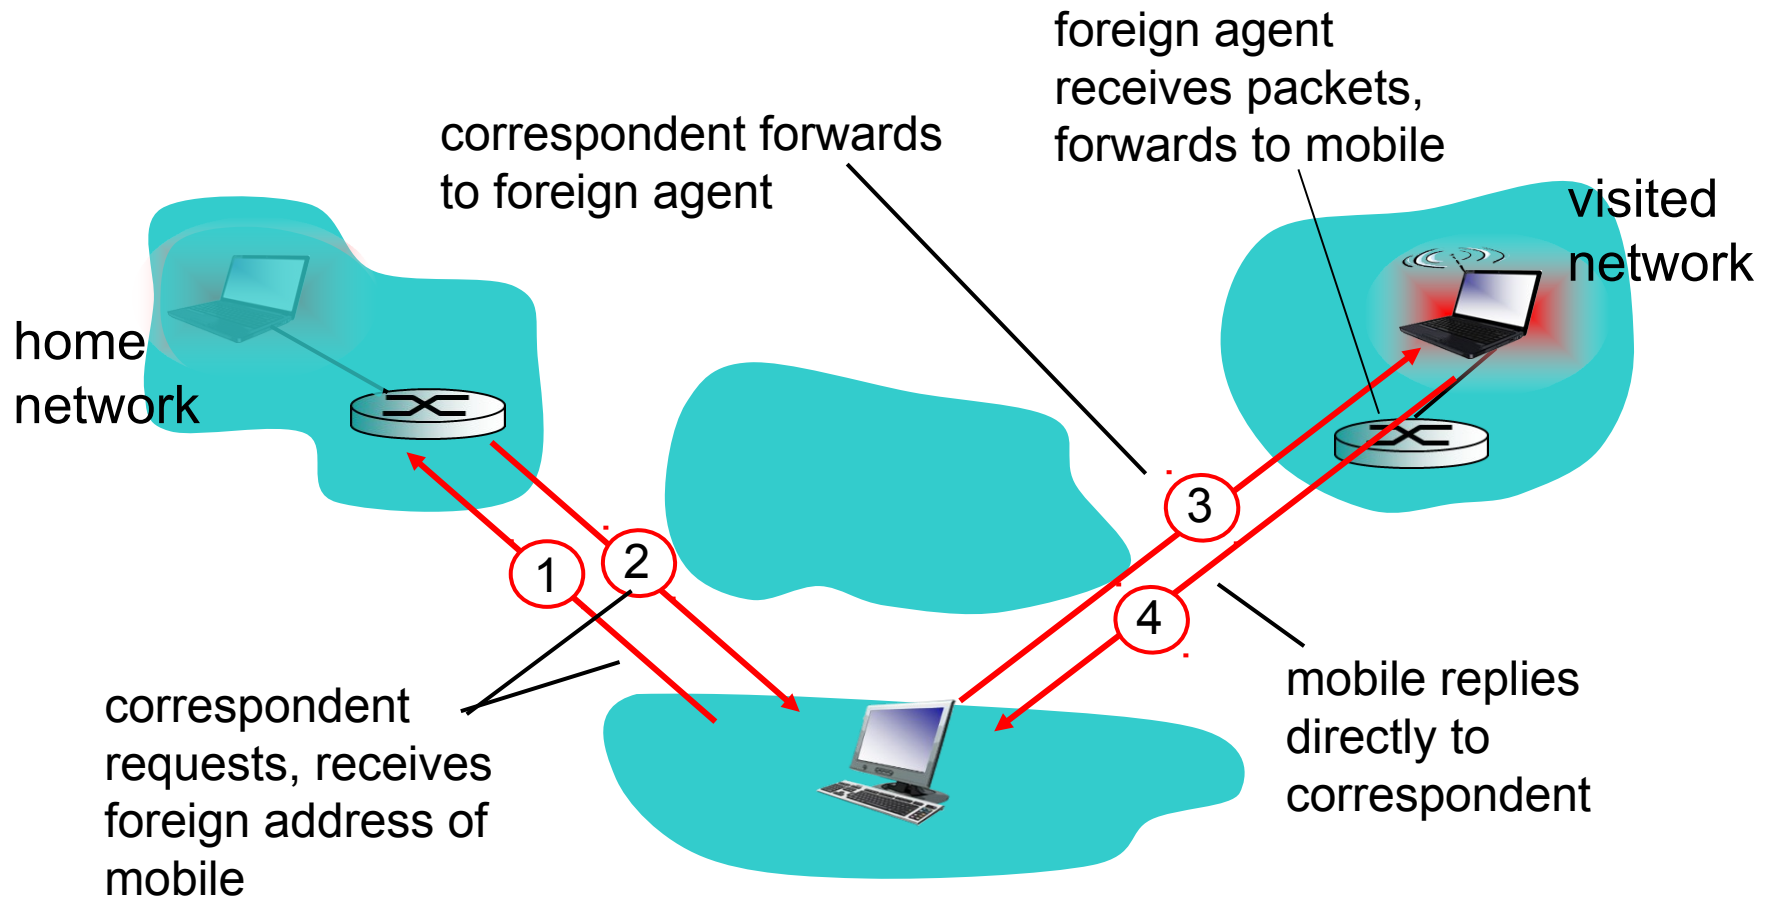 foreign agent
receives packets,
forwards to mobile
correspondent forwards
to foreign agent
visited
network
home
network
3
2
1
4
correspondent
requests, receives
foreign address of
mobile
mobile replies
directly to
correspondent